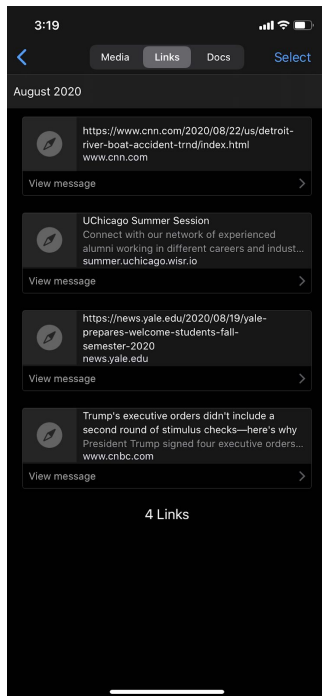 3:19
Media
Links
Docs
Select
August 2020
https://www.cnn.com/2020/08/22/us/detroit-
river-boat-accident-trnd/index.html
www.cnn.com
View message
UChicago Summer Session
Connect with our network of experienced
alumni working in different careers and indust...
summer.uchicago.wisr.io
View message
https://news.yale.edu/2020/08/19/yale-
prepares-welcome-students-fall-
semester-2020
news.yale.edu
View message
Trump's executive orders didn't include a
second round of stimulus checks—here's why
President Trump signed four executive orders...
www.cnbc.com
View message
4 Links